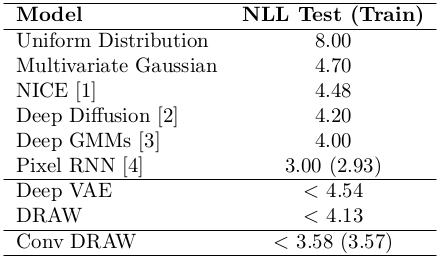 Model NLL Test (Train)
Uniform Distribution 8.00
Multivariate Gaussian 4.70
NICE [1] 4.48
Deep Diffusion [2] 4.20
Deep GMMs [3] 4.00
Pixel RNN [4] 3.00 (2.93)
Deep VAE < 4.54
DRAW < 4.13
Conv DRAW < 3.58 (3.57)